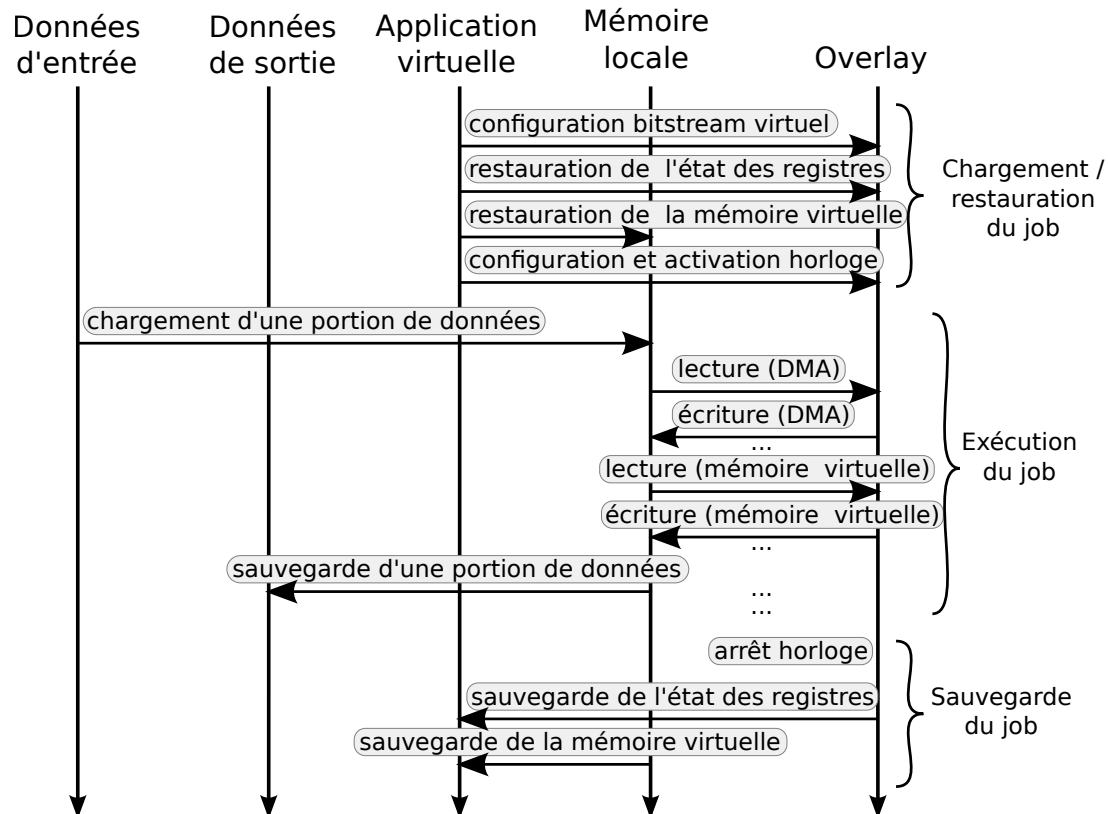 Données
d'entrée
Données
de sortie
Application
virtuelle
Mémoire
locale
Overlay
configuration bitstream virtuel
restauration de l'état des registres
restauration de la mémoire virtuelle
configuration et activation horloge
Chargement /
restauration
du job
chargement d'une portion de données
lecture (DMA)
écriture (DMA)
...
lecture (mémoire virtuelle)
écriture (mémoire virtuelle)
...
Exécution
du job
sauvegarde d'une portion de données
...
...
arrêt horloge
sauvegarde de l'état des registres
sauvegarde de la mémoire virtuelle
Sauvegarde
du job